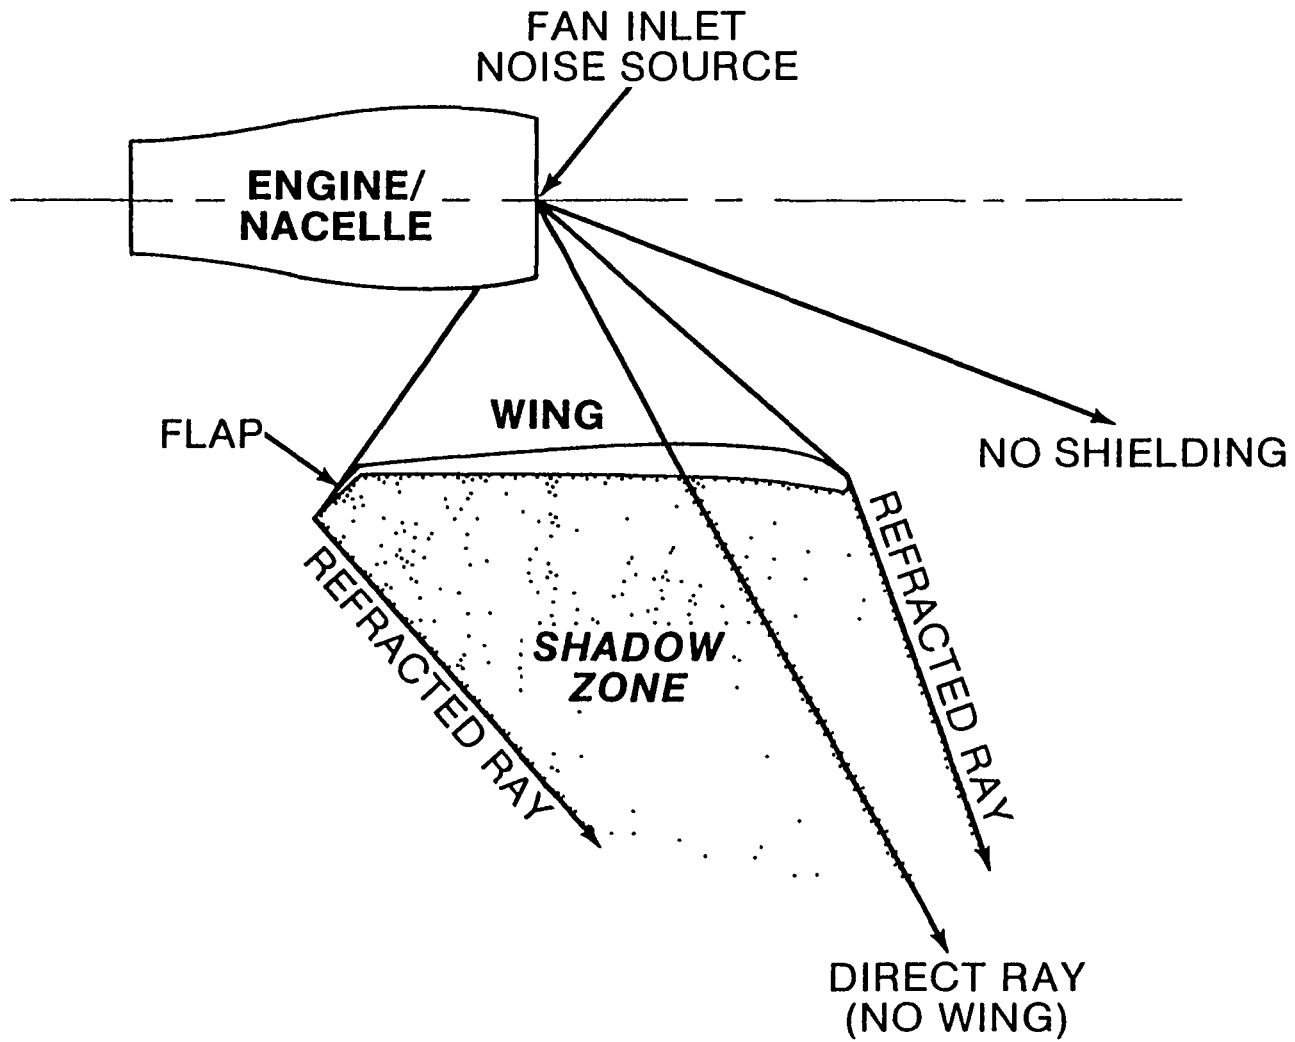 FAN INLET
NOISE SOURCE
ENGINE/
NACELLE
WING
FLAP
NO SHIELDING
REFRACTED RAY
REFRACTED RAY
SHADOW
ZONE
DIRECT RAY
(NO WING)